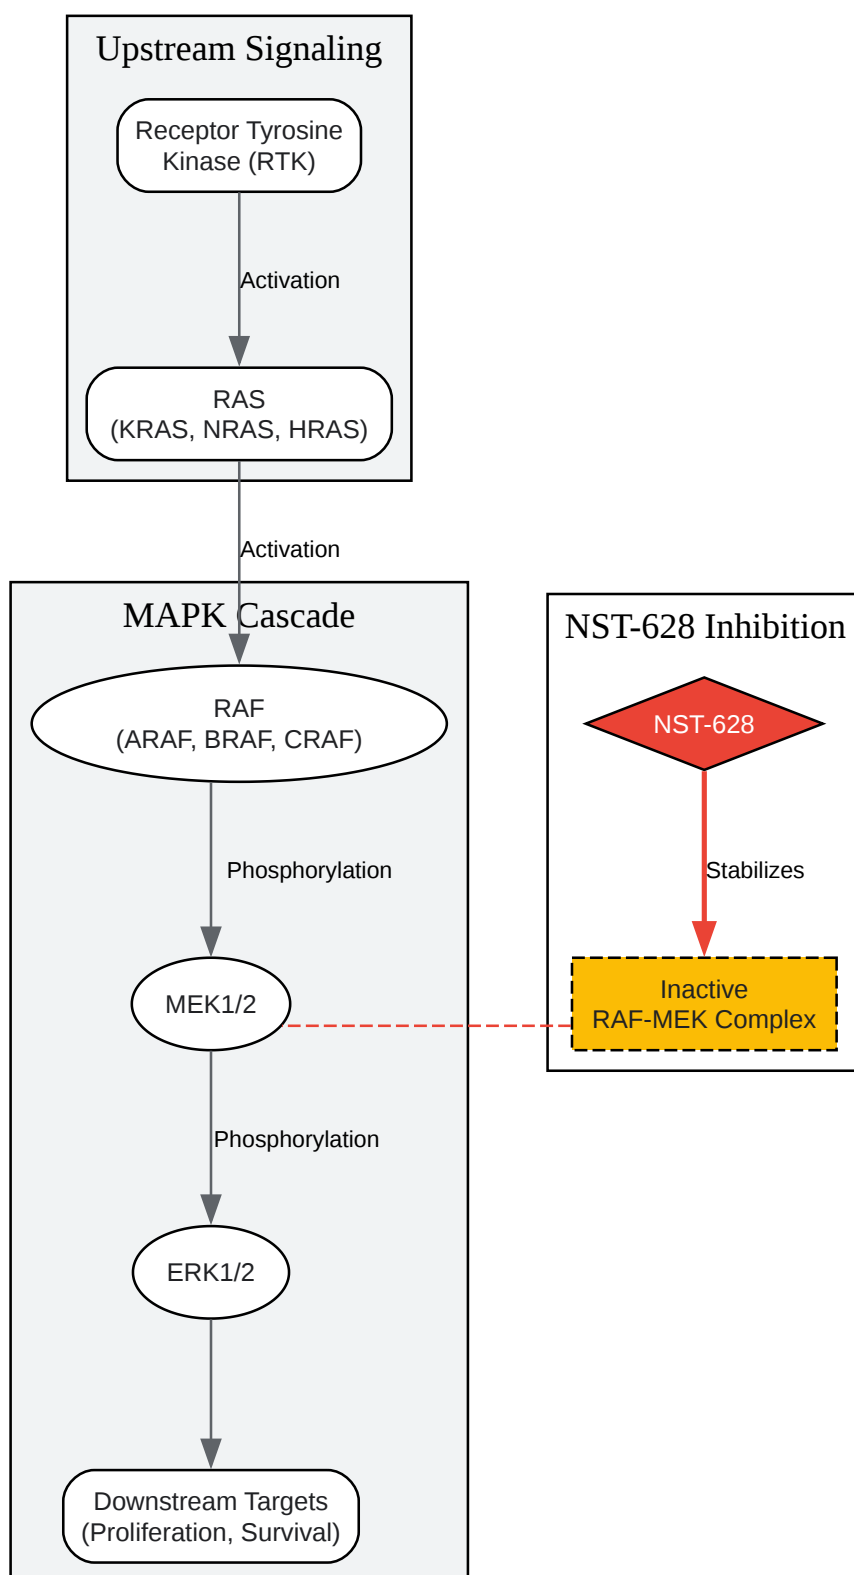 Upstream Signaling
Receptor Tyrosine
Kinase (RTK)
Activation
RAS
(KRAS, NRAS, HRAS)
Activation
MAPK Cascade
RAF
(ARAF, BRAF, CRAF)
Phosphorylation
MEK1/2
Phosphorylation
ERK1/2
Downstream Targets
(Proliferation, Survival)
NST-628 Inhibition
NST-628
Stabilizes
Inactive
RAF-MEK Complex